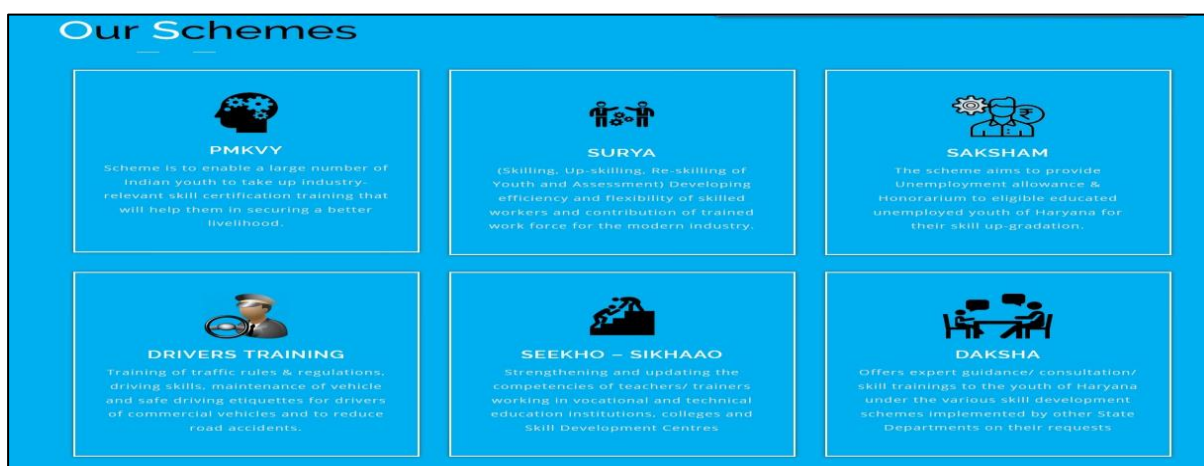 Our Schemes
PMKVY
Scheme is to enable a large number of
Indian youth to take up industry-
relevant skill certification training that
will help them in securing a better
livelihood.
SURYA
(Skilling, Up-skilling, Re-skilling of
Youth and Assessment) Developing
efficiency and flexibility of skilled
workers and contribution of trained
work force for the modern industry.
SAKSHAM
The scheme aims to provide
Unemployment allowance &
Honorarium to eligible educated
unemployed youth of Haryana for
their skill up-gradation.
DRIVERS TRAINING
Training of traffic rules & regulations,
driving skills, maintenance of vehicle
and safe driving etiquettes for drivers
of commercial vehicles and to reduce
road accidents.
SEEKHO – SIKHAAO
Strengthening and updating the
competencies of teachers/ trainers
working in vocational and technical
education institutions, colleges and
Skill Development Centres
DAKSHA
Offers expert guidance/ consultation/
skill trainings to the youth of Haryana
under the various skill development
schemes implemented by other State
Departments on their requests